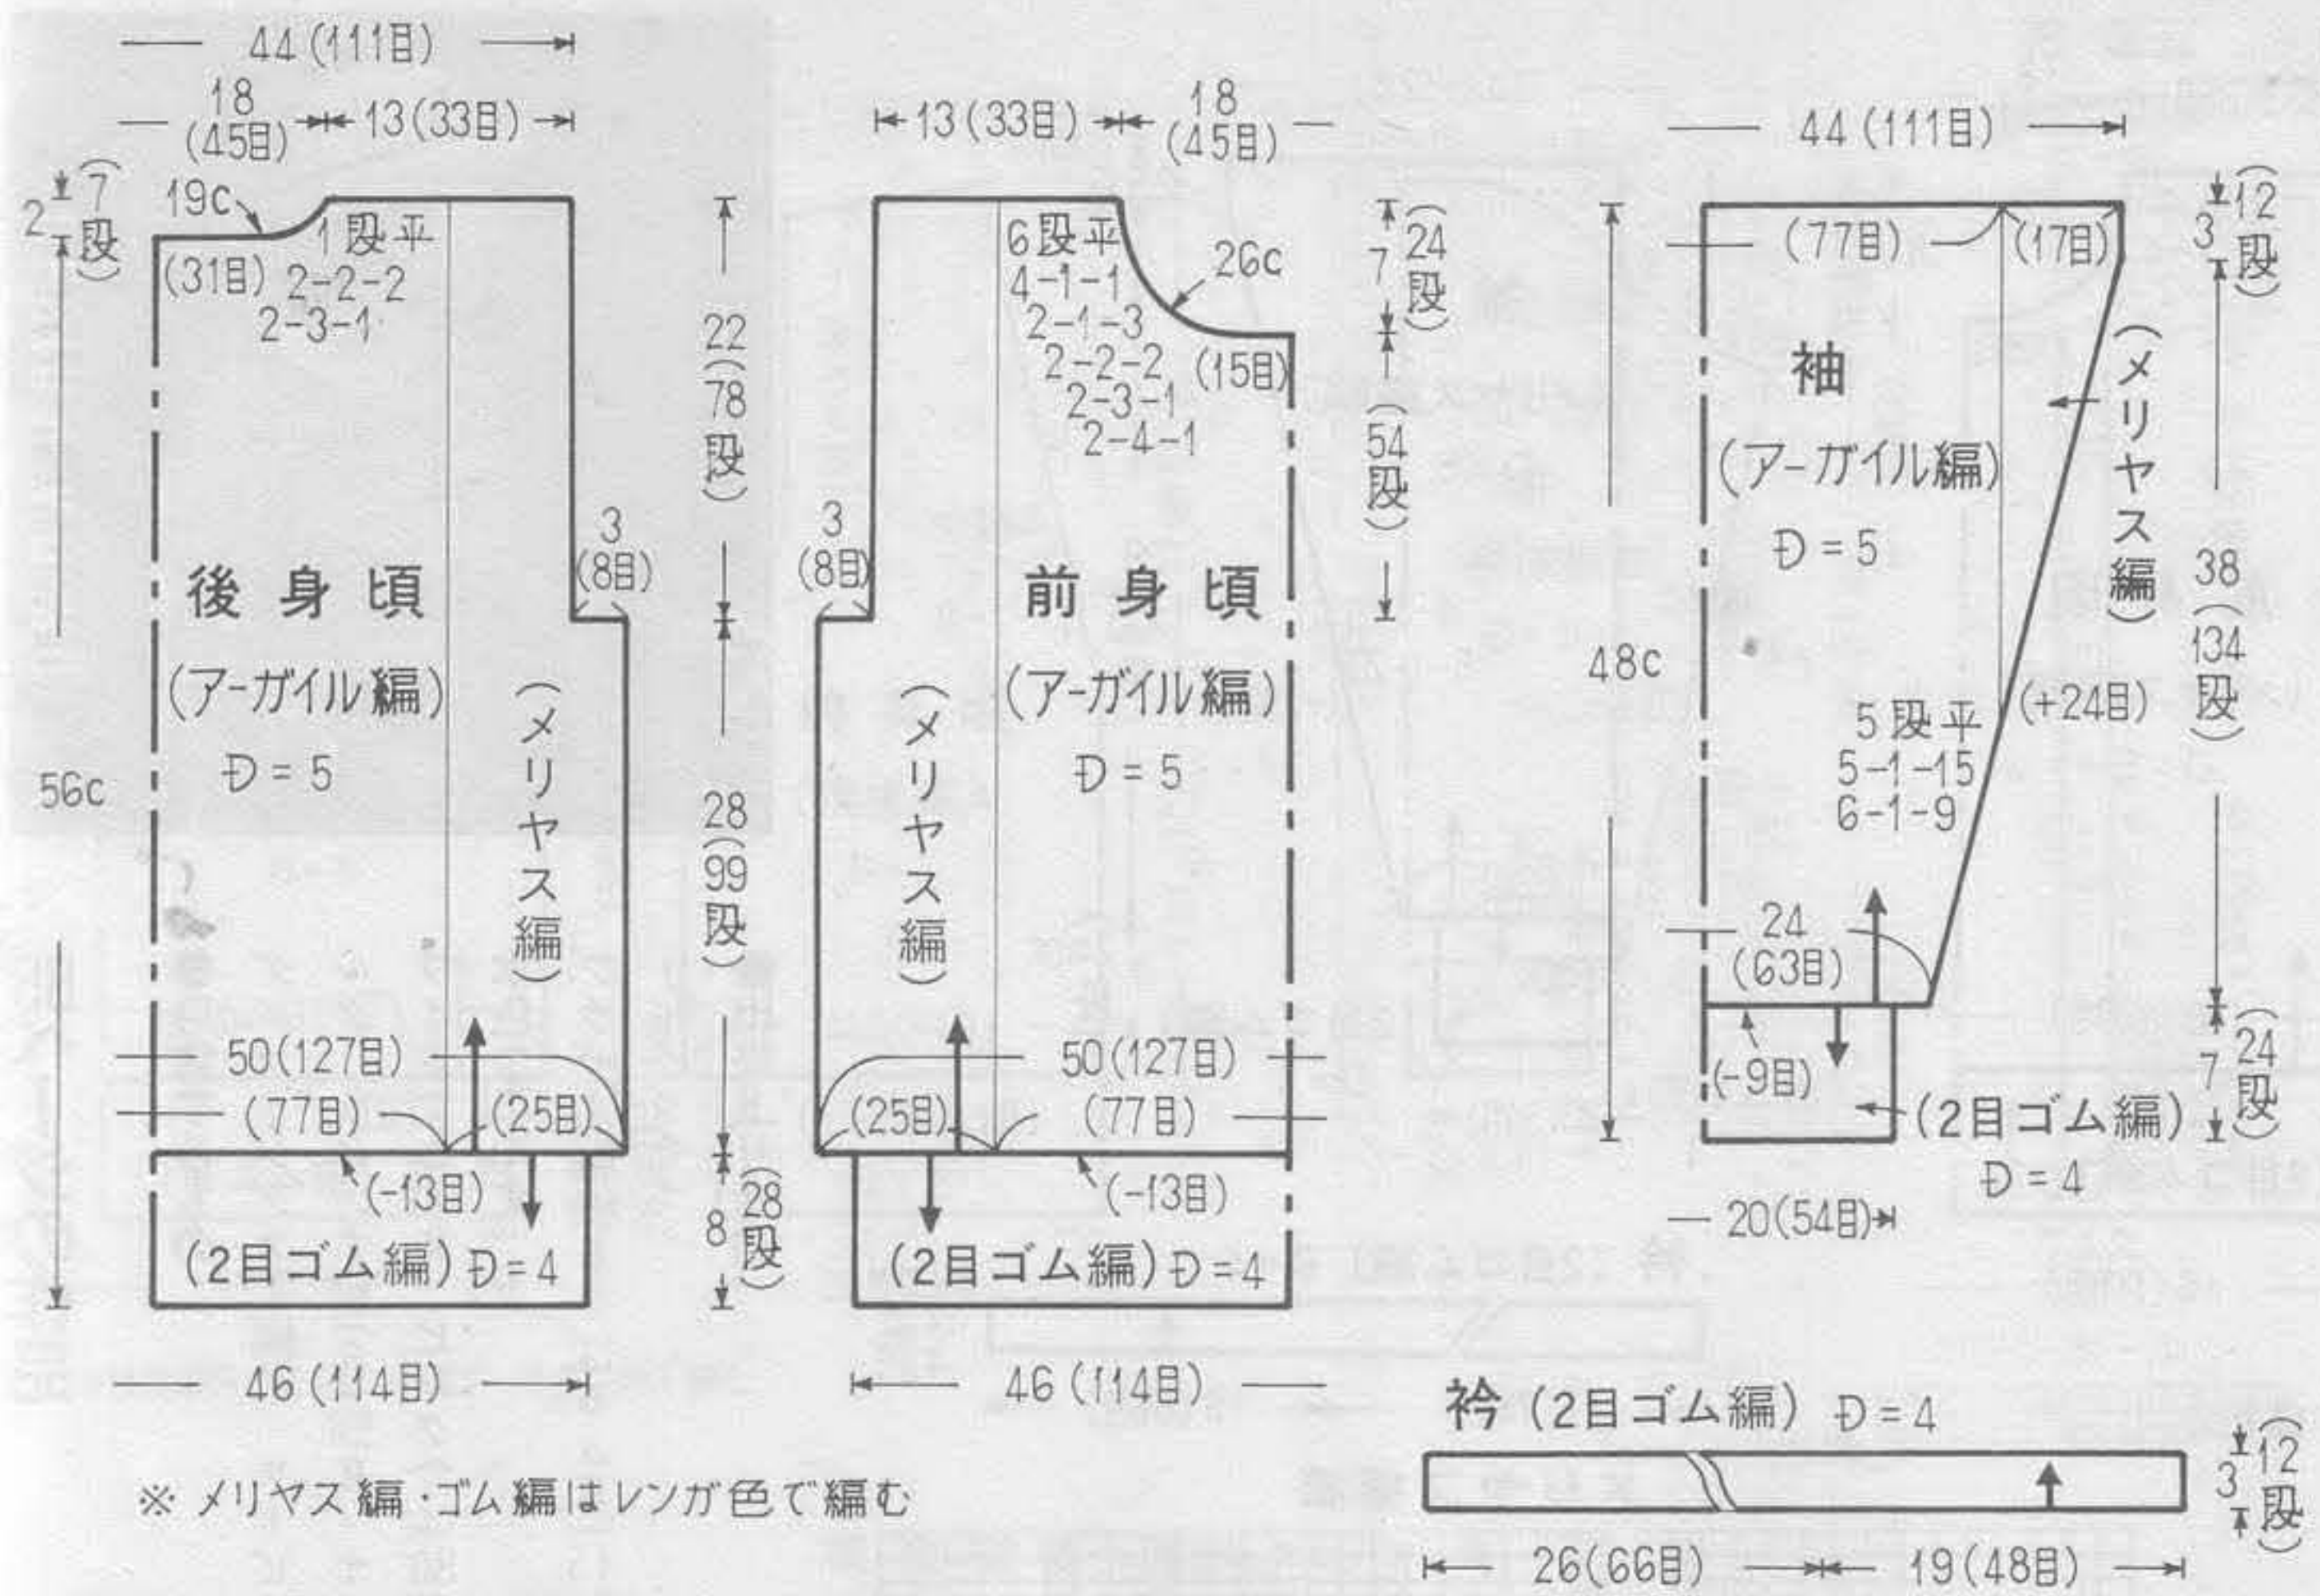 44(111目)
18
(45目)
13(33目)
2
(7段)
19c
1段平
(31目) 2-2-2
2-3-1
22(78段)
3
(8目)
後身頃
(アーガイル編)
Ð=5
(メリヤス編)
56c
28(99段)
50(127目)
(77目)
(25目)
(-13目)
(2目ゴム編) Ð=4
8
(28段)
46(114目)
13(33目)
18
(45目)
6段平
4-1-1
2-1-3
2-2-2
2-3-1
2-4-1
26c
(15目)
7
(24段)
(54段)
3
(8目)
前身頃
(アーガイル編)
Ð=5
(メリヤス編)
50(127目)
(25目)
(77目)
(-13目)
(2目ゴム編) Ð=4
46(114目)
44(111目)
(77目)
(17目)
3
(12段)
袖
(アーガイル編)
Ð=5
(メリヤス編)
48c
38(134段)
(+24目)
5段平
5-1-15
6-1-9
24
(63目)
(-9目)
7
(24段)
(2目ゴム編)
Ð=4
20(54目)
衿 (2目ゴム編) Ð=4
3
(12段)
26(66目)
19(48目)
※メリヤス編・ゴム編はレンガ色で編む